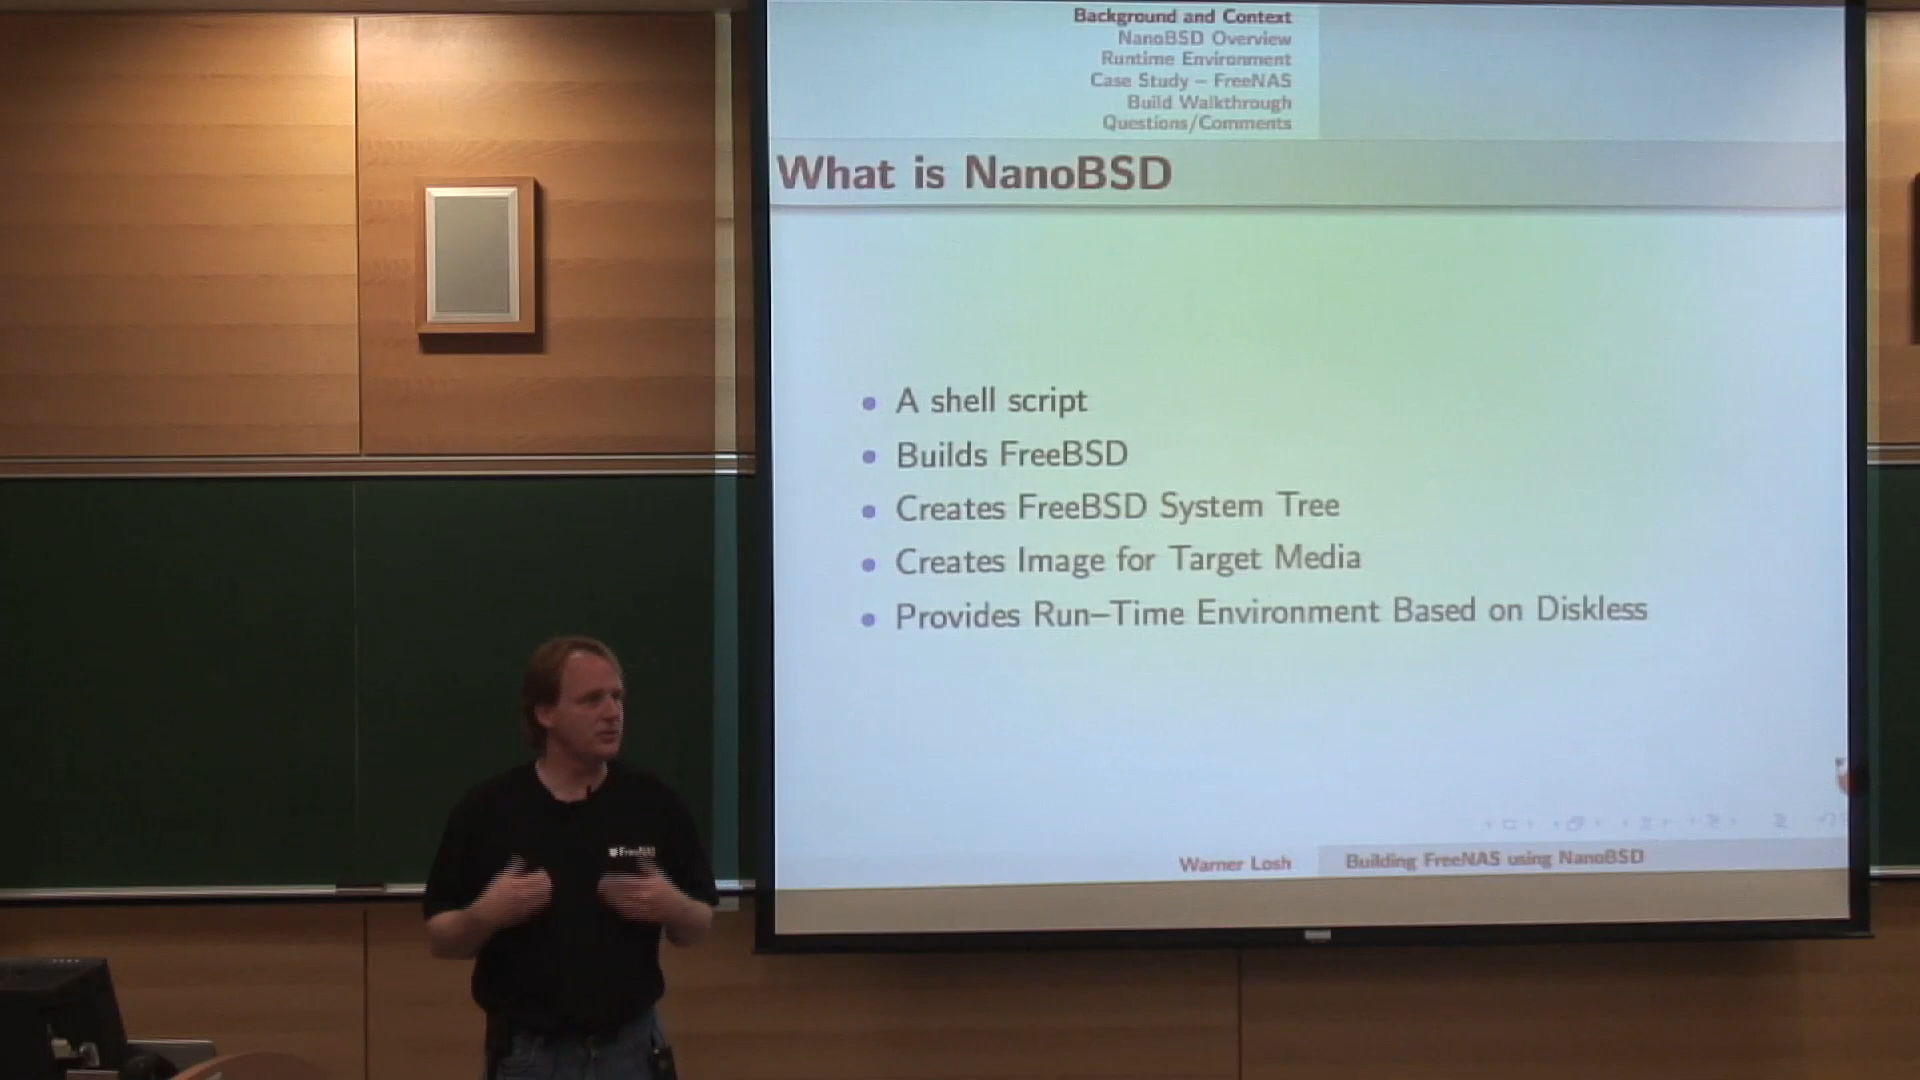 Background and Context
NanoBSD Overview
Runtime Environment
Case Study – FreeNAS
Build Walkthrough
Questions/Comments
What is NanoBSD
A shell script
Builds FreeBSD
Creates FreeBSD System Tree
Creates Image for Target Media
Provides Run–Time Environment Based on Diskless
Warner Losh
Building FreeNAS using NanoBSD
FreeNAS